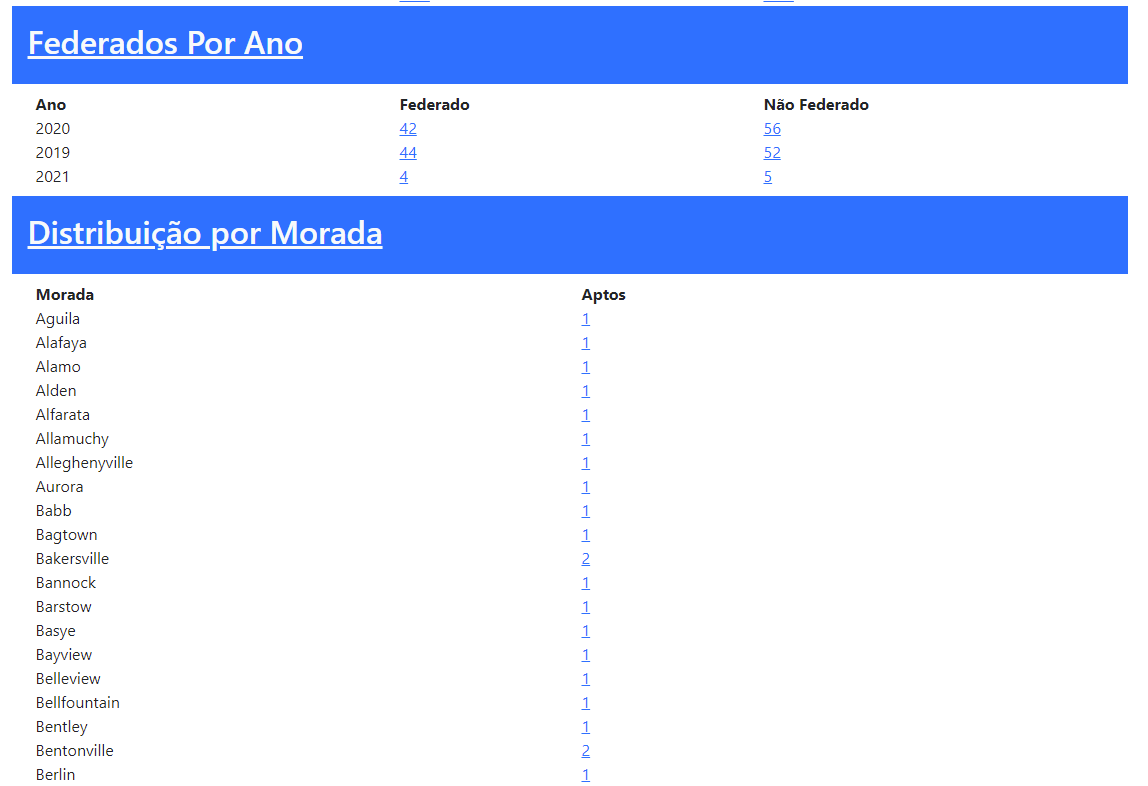 Federados Por Ano
Ano Federado Não Federado
2020 42 56
2019 44 52
2021 4 5
Distribuição por Morada
Morada Aptos
Aguila 1
Alafaya 1
Alamo 1
Alden 1
Alfarata 1
Allamuchy 1
Alleghenyville 1
Aurora 1
Babb 1
Bagtown 1
Bakersville 2
Bannock 1
Barstow 1
Basye 1
Bayview 1
Belleview 1
Bellfountain 1
Bentley 1
Bentonville 2
Berlin 1